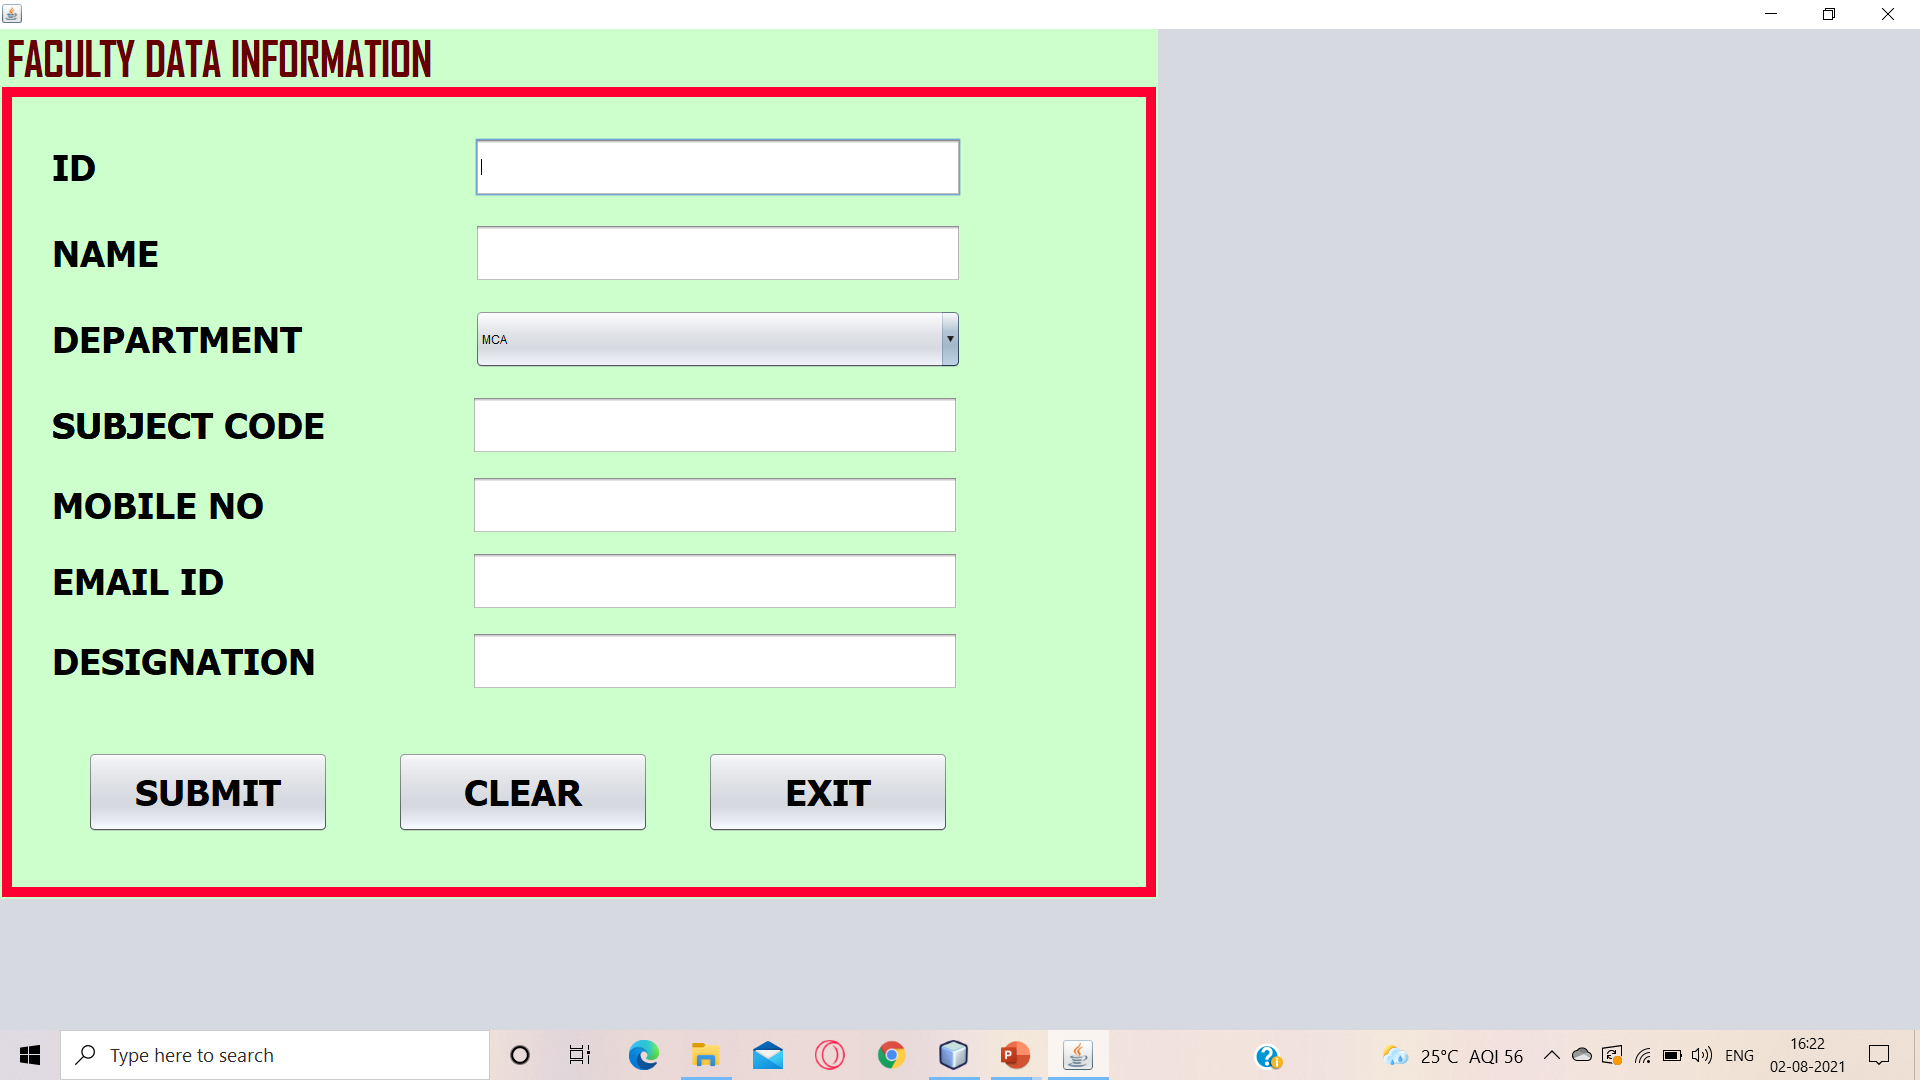 FACULTY DATA INFORMATION
ID
NAME
DEPARTMENT MCA
SUBJECT CODE
MOBILE NO
EMAIL ID
DESIGNATION
SUBMIT CLEAR EXIT
Type here to search 25°C AQI 56 ENG 16:22
02-08-2021